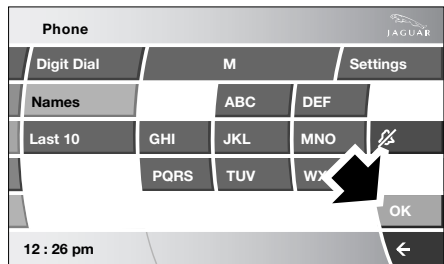 Phone
JAGUAR
Digit Dial M Settings
Names ABC DEF
Last 10 GHI JKL MNO
PQRS TUV WX
OK
12 : 26 pm